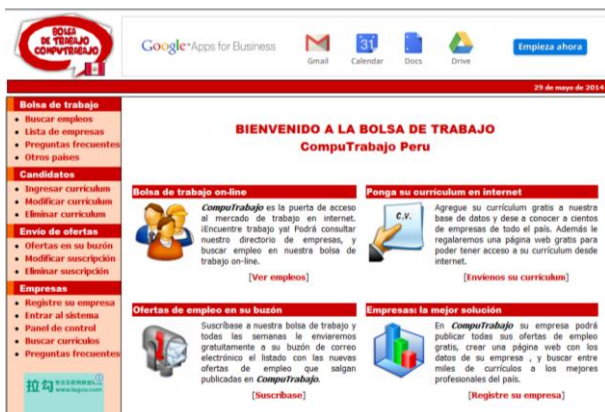 BOLSA
DE TRABAJO
COMPUTRABAJO
Google Apps for Business
Gmail
Calendar
31
Docs
Drive
Empieza ahora
29 de mayo de 2014
Bolsa de trabajo
Buscar empleos
Lista de empresas
Preguntas frecuentes
Otros países
Candidatos
Ingresar currículum
Modificar currículum
Eliminar currículum
Envío de ofertas
Ofertas en su buzón
Modificar suscripción
Eliminar suscripción
Empresas
Registre su empresa
Entrar al sistema
Panel de control
Buscar currículos
Preguntas frecuentes
拉勾
www.lagou.com
BIENVENIDO A LA BOLSA DE TRABAJO
CompuTrabajo Peru
Bolsa de trabajo on-line
CompuTrabajo es la puerta de acceso
al mercado de trabajo en internet.
¡Encuentre trabajo ya! Podrá consultar
nuestro directorio de empresas, y
buscar empleo en nuestra bolsa de
trabajo on-line.
[Ver empleos]
Ponga su currículum en internet
C.V.
Agregue su currículum gratis a nuestra
base de datos y dese a conocer a cientos
de empresas de todo el país. Además le
regalaremos una página web gratis para
poder tener acceso a su currículum desde
internet.
[Envíenos su currículum]
Ofertas de empleo en su buzón
Suscríbase a nuestra bolsa de trabajo y
todas las semanas le enviaremos
gratuitamente a su buzón de correo
electrónico el listado con las nuevas
ofertas de empleo que salgan
publicadas en CompuTrabajo.
[Suscríbase]
Empresas: la mejor solución
En CompuTrabajo su empresa podrá
publicar todas sus ofertas de empleo
gratis, crear una página web con los
datos de su empresa , y buscar entre
miles de currículos a los mejores
profesionales del país.
[Registre su empresa]